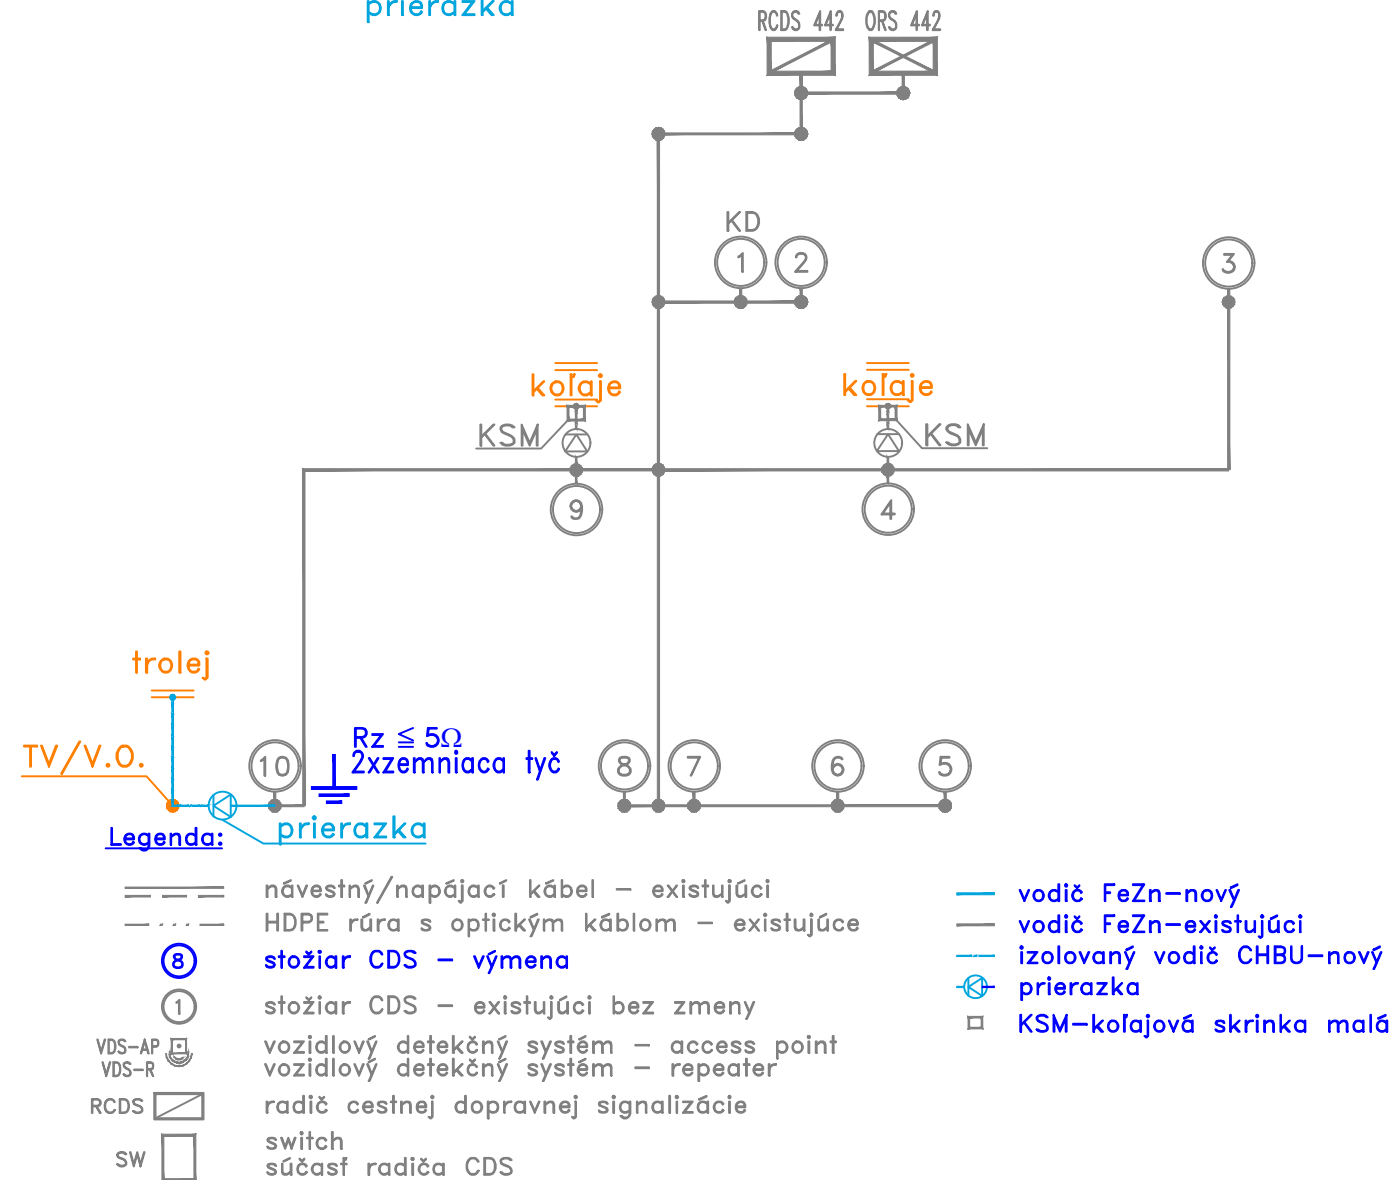 prierazka
RCDS 442
ORS 442
KD
1
2
3
koľaje
koľaje
KSM
KSM
9
4
trolej
TV/V.O.
10
Rz ≦ 5Ω
2xzemniaca tyč
8
7
6
5
prierazka
Legenda:
návestný/napájací kábel – existujúci
HDPE rúra s optickým káblom – existujúce
8
stožiar CDS – výmena
1
stožiar CDS – existujúci bez zmeny
VDS-AP
vozidlový detekčný systém – access point
VDS-R
vozidlový detekčný systém – repeater
RCDS
radič cestnej dopravnej signalizácie
SW
switch
súčasť radiča CDS
vodič FeZn-nový
vodič FeZn-existujúci
izolovaný vodič CHBU-nový
prierazka
KSM-koľajová skrinka malá